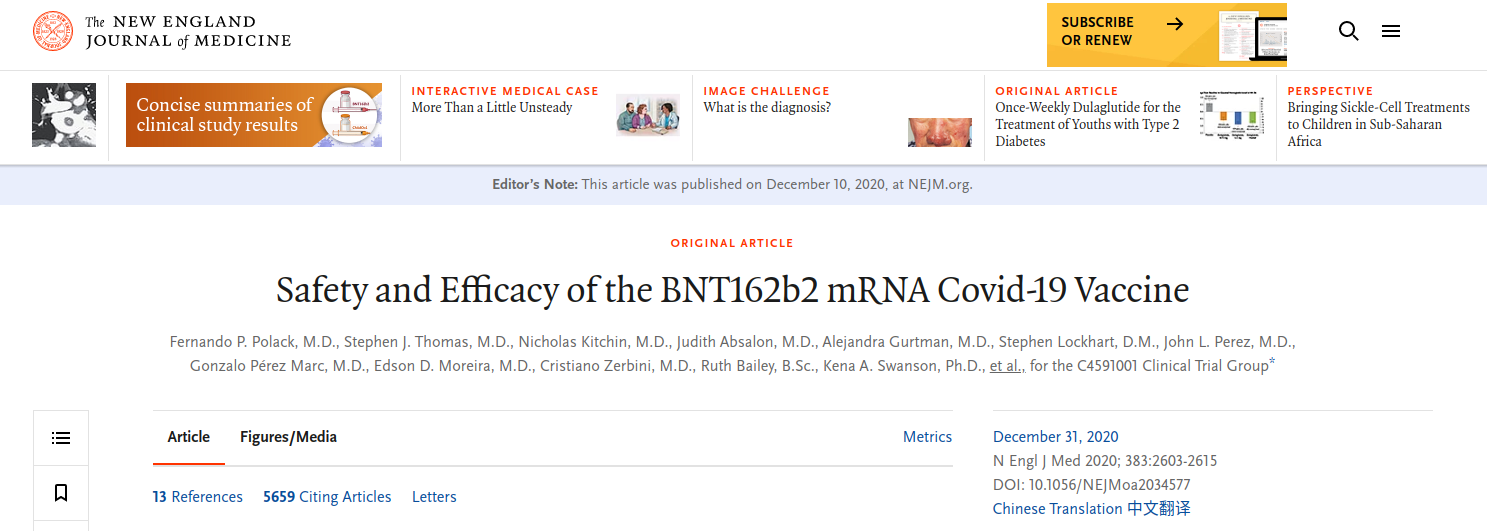 The NEW ENGLAND
JOURNAL of MEDICINE
SUBSCRIBE
OR RENEW
Concise summaries of
clinical study results
INTERACTIVE MEDICAL CASE
More Than a Little Unsteady
IMAGE CHALLENGE
What is the diagnosis?
ORIGINAL ARTICLE
Once-Weekly Dulaglutide for the
Treatment of Youths with Type 2
Diabetes
PERSPECTIVE
Bringing Sickle-Cell Treatments
to Children in Sub-Saharan
Africa
Editor's Note: This article was published on December 10, 2020, at NEJM.org.
ORIGINAL ARTICLE
Safety and Efficacy of the BNT162b2 mRNA Covid-19 Vaccine
Fernando P. Polack, M.D., Stephen J. Thomas, M.D., Nicholas Kitchin, M.D., Judith Absalon, M.D., Alejandra Gurtman, M.D., Stephen Lockhart, D.M., John L. Perez, M.D.,
Gonzalo Pérez Marc, M.D., Edson D. Moreira, M.D., Cristiano Zerbini, M.D., Ruth Bailey, B.Sc., Kena A. Swanson, Ph.D., et al., for the C4591001 Clinical Trial Group*
Article
Figures/Media
Metrics
13 References
5659 Citing Articles
Letters
December 31, 2020
N Engl J Med 2020; 383:2603-2615
DOI: 10.1056/NEJMoa2034577
Chinese Translation 中文翻译